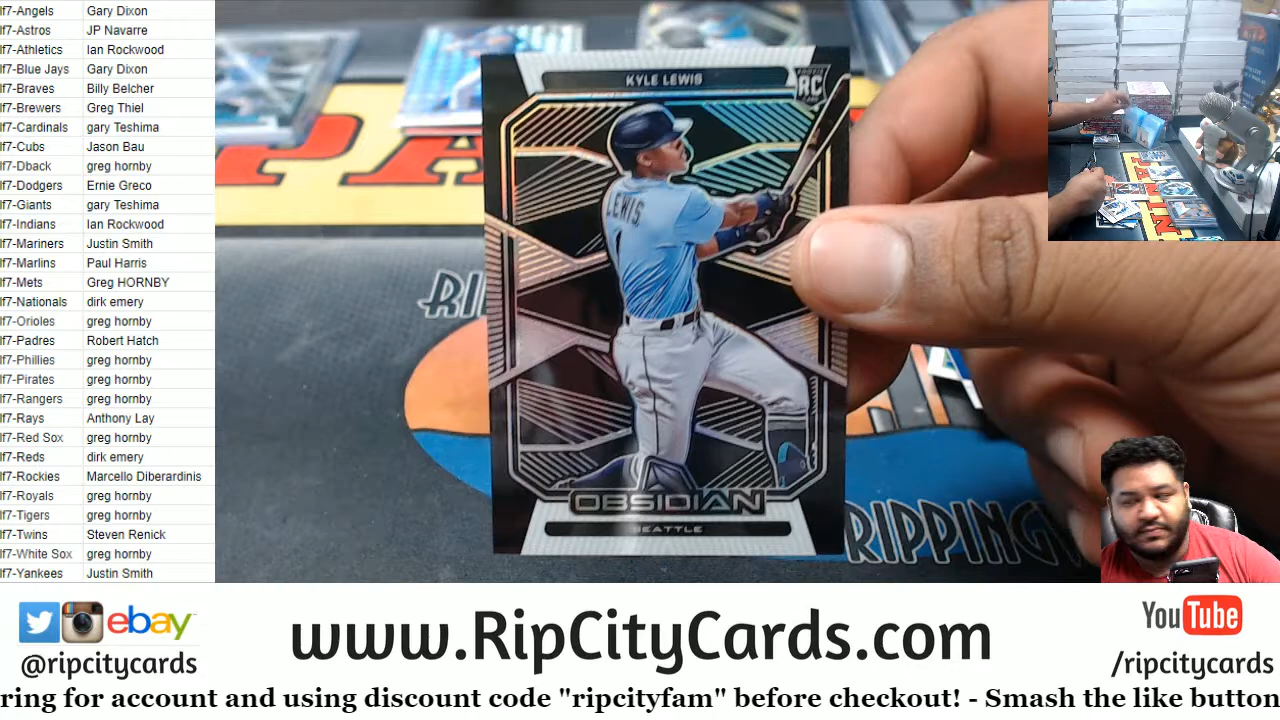 lf7-Angels Gary Dixon
lf7-Astros JP Navarre
lf7-Athletics Ian Rockwood
lf7-Blue Jays Gary Dixon
lf7-Braves Billy Belcher
lf7-Brewers Greg Thiel
lf7-Cardinals gary Teshima
lf7-Cubs Jason Bau
lf7-Dback greg hornby
lf7-Dodgers Ernie Greco
lf7-Giants gary Teshima
lf7-Indians Ian Rockwood
lf7-Mariners Justin Smith
lf7-Marlins Paul Harris
lf7-Mets Greg HORNBY
lf7-Nationals dirk emery
lf7-Orioles greg hornby
lf7-Padres Robert Hatch
lf7-Phillies greg hornby
lf7-Pirates greg hornby
lf7-Rangers greg hornby
lf7-Rays Anthony Lay
lf7-Red Sox greg hornby
lf7-Reds dirk emery
lf7-Rockies Marcello Diberardinis
lf7-Royals greg hornby
lf7-Tigers greg hornby
lf7-Twins Steven Renick
lf7-White Sox greg hornby
lf7-Yankees Justin Smith
KYLE LEWIS
RC
LEWIS
1
OBSIDIAN
SEATTLE
RIPPING
ebay
@ripcitycards
www.RipCityCards.com
YouTube
/ripcitycards
ring for account and using discount code "ripcityfam" before checkout! - Smash the like button